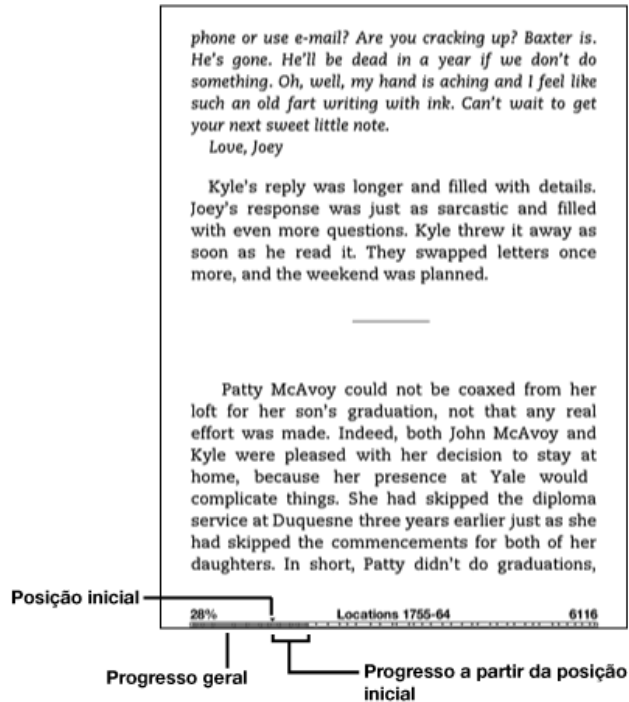 phone or use e-mail? Are you cracking up? Baxter is.
He's gone. He'll be dead in a year if we don't do
something. Oh, well, my hand is aching and I feel like
such an old fart writing with ink. Can't wait to get
your next sweet little note.
Love, Joey
Kyle's reply was longer and filled with details.
Joey's response was just as sarcastic and filled
with even more questions. Kyle threw it away as
soon as he read it. They swapped letters once
more, and the weekend was planned.
Patty McAvoy could not be coaxed from her
loft for her son's graduation, not that any real
effort was made. Indeed, both John McAvoy and
Kyle were pleased with her decision to stay at
home, because her presence at Yale would
complicate things. She had skipped the diploma
service at Duquesne three years earlier just as she
had skipped the commencements for both of her
daughters. In short, Patty didn't do graduations,
Posição inicial
28% Locations 1755-64 6116
Progresso geral
Progresso a partir da posição
inicial